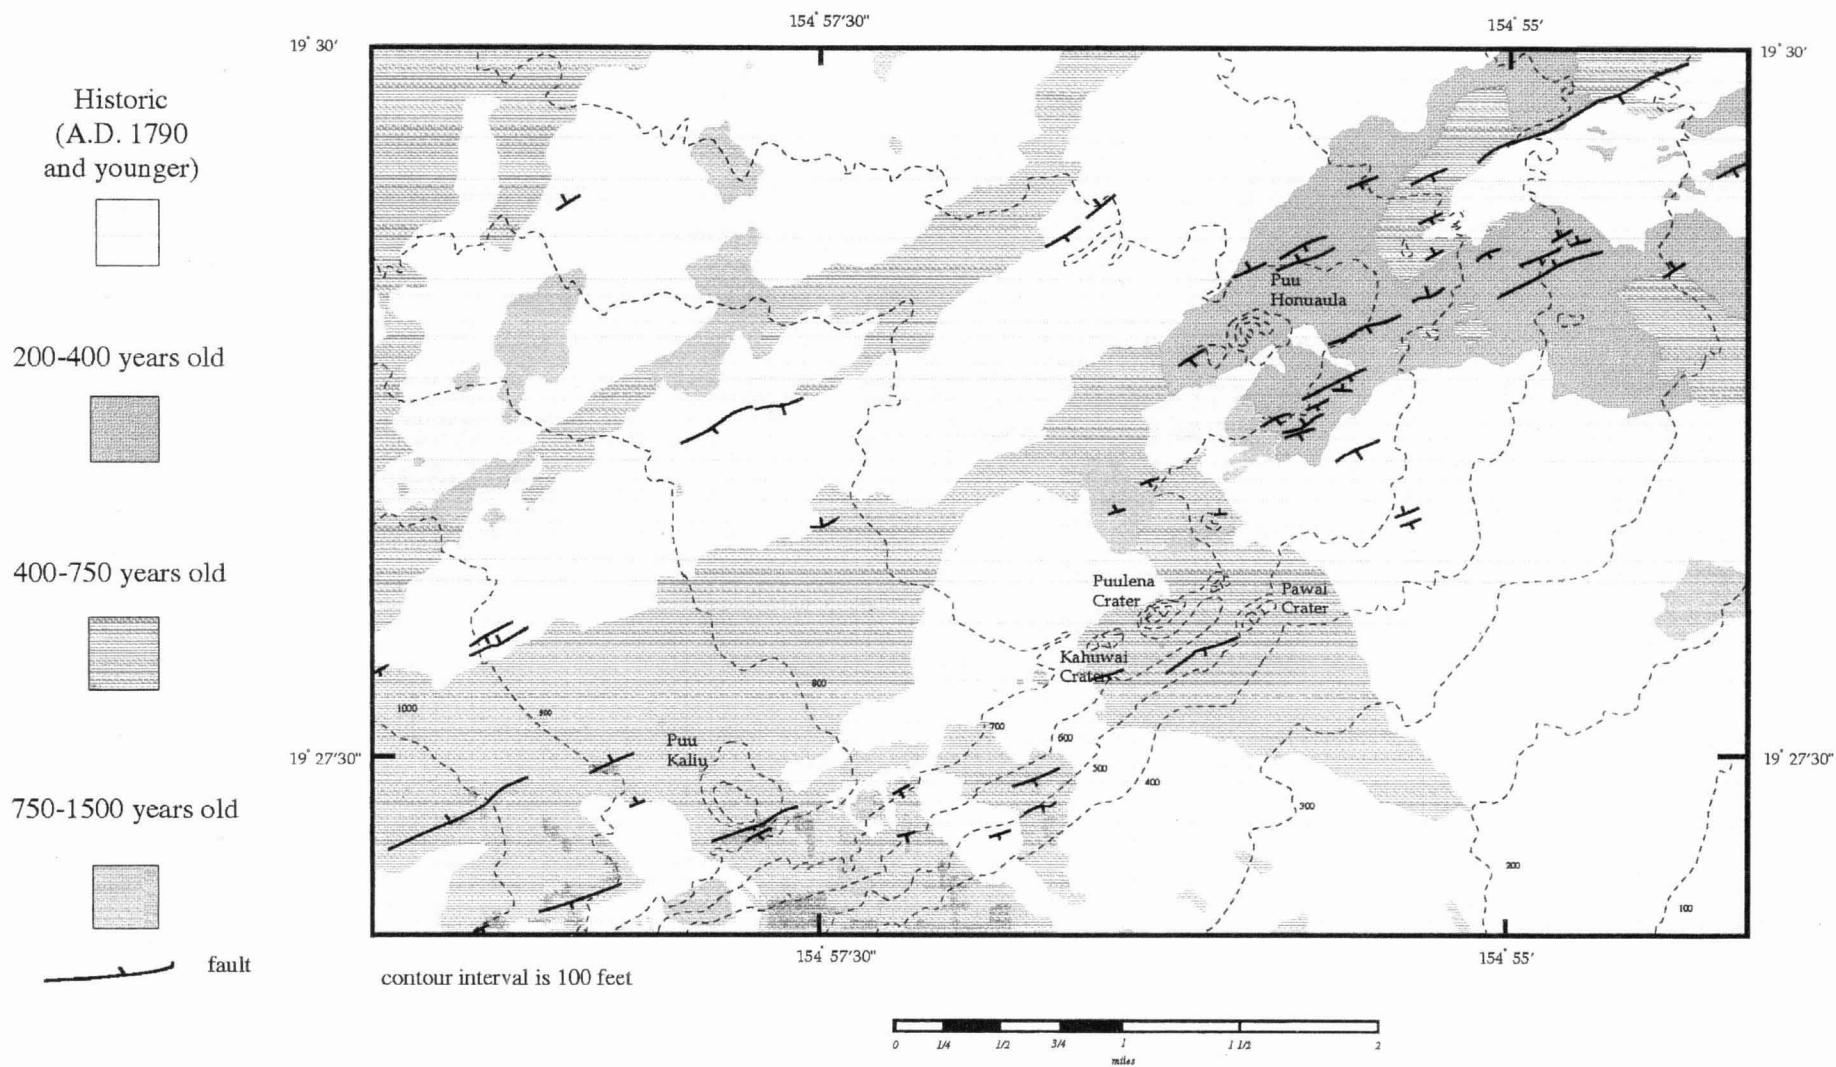 154° 57'30"
154° 55'
19° 30'
19° 30'
Historic
(A.D. 1790
and younger)
200-400 years old
400-750 years old
750-1500 years old
fault
Puu
Honuaula
Puulena
Crater
Pawai
Crater
Kahuwai
Crater
Puu
Kaliu
1000
900
800
700
600
500
400
300
200
100
19° 27'30"
19° 27'30"
154° 57'30"
154° 55'
contour interval is 100 feet
0 1/4 1/2 3/4 1 1 1/2 2
miles